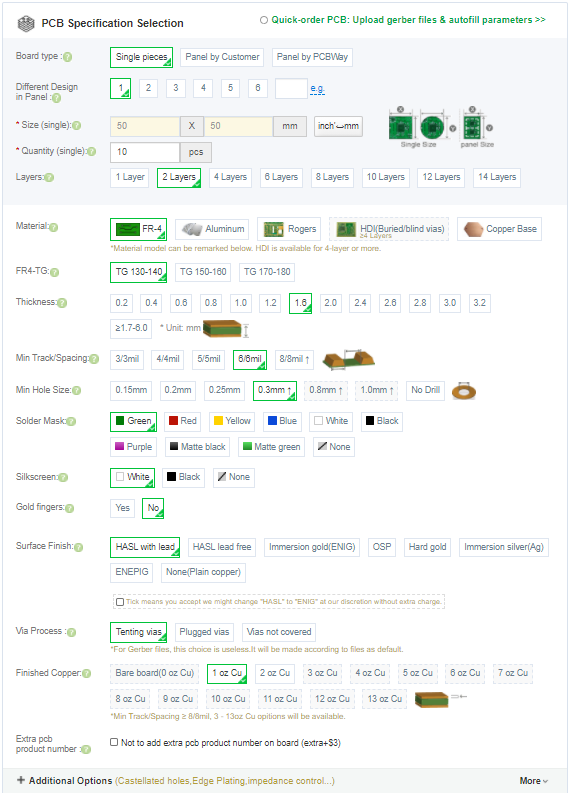 PCB Specification Selection
Quick-order PCB: Upload gerber files & autofill parameters >>
Board type : ? Single pieces Panel by Customer Panel by PCBWay
Different Design
in Panel : ? 1 2 3 4 5 6 e.g.
* Size (single): ? 50 X 50 mm inch↔mm
X Y X Y
Single Size panel Size
* Quantity (single): ? 10 pcs
Layers: ? 1 Layer 2 Layers 4 Layers 6 Layers 8 Layers 10 Layers 12 Layers 14 Layers
Material: ? FR-4 Aluminum Rogers HDI(Buried/blind vias) Copper Base
≥4 Layers
*Material model can be remarked below. HDI is available for 4-layer or more.
FR4-TG: ? TG 130-140 TG 150-160 TG 170-180
Thickness: ? 0.2 0.4 0.6 0.8 1.0 1.2 1.6 2.0 2.4 2.6 2.8 3.0 3.2
≥1.7-6.0 * Unit: mm
Min Track/Spacing: ? 3/3mil 4/4mil 5/5mil 6/6mil 8/8mil ↑
Min Hole Size: ? 0.15mm 0.2mm 0.25mm 0.3mm ↑ 0.8mm ↑ 1.0mm ↑ No Drill
Solder Mask: ? Green Red Yellow Blue White Black
Purple Matte black Matte green None
Silkscreen: ? White Black None
Gold fingers: ? Yes No
Surface Finish: ? HASL with lead HASL lead free Immersion gold(ENIG) OSP Hard gold Immersion silver(Ag)
ENEPIG None(Plain copper)
Tick means you accept we might change "HASL" to "ENIG" at our discretion without extra charge.
Via Process : ? Tenting vias Plugged vias Vias not covered
*For Gerber files, this choice is useless.It will be made according to files as default.
Finished Copper: ? Bare board(0 oz Cu) 1 oz Cu 2 oz Cu 3 oz Cu 4 oz Cu 5 oz Cu 6 oz Cu 7 oz Cu
8 oz Cu 9 oz Cu 10 oz Cu 11 oz Cu 12 oz Cu 13 oz Cu
*Min Track/Spacing ≥ 8/8mil, 3 - 13oz Cu opitions will be available.
Extra pcb
product number : ? Not to add extra pcb product number on board (extra+$3)
+ Additional Options (Castellated holes,Edge Plating,impedance control...) More